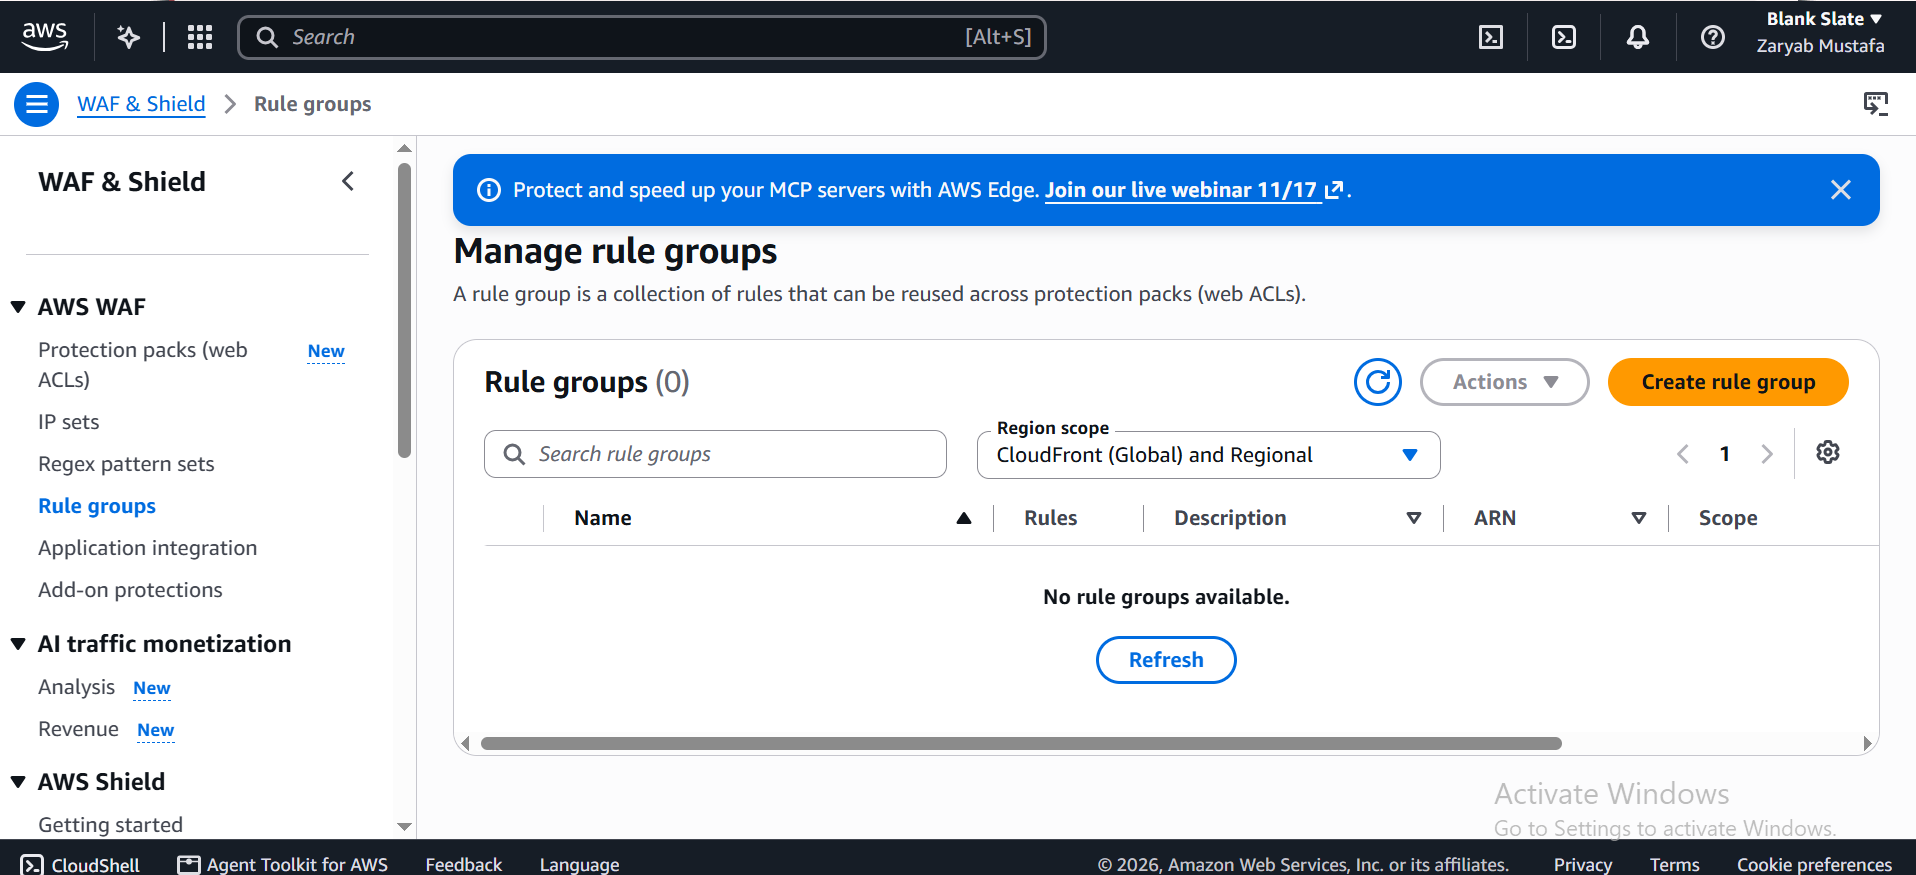 aws
Search [Alt+S]
Blank Slate
Zaryab Mustafa
WAF & Shield > Rule groups
WAF & Shield
AWS WAF
Protection packs (web ACLs) New
IP sets
Regex pattern sets
Rule groups
Application integration
Add-on protections
AI traffic monetization
Analysis New
Revenue New
AWS Shield
Getting started
Protect and speed up your MCP servers with AWS Edge. Join our live webinar 11/17.
Manage rule groups
A rule group is a collection of rules that can be reused across protection packs (web ACLs).
Rule groups (0)
Actions
Create rule group
Search rule groups
Region scope
CloudFront (Global) and Regional
1
Name Rules Description ARN Scope
No rule groups available.
Refresh
Activate Windows
Go to Settings to activate Windows.
CloudShell Agent Toolkit for AWS Feedback Language © 2026, Amazon Web Services, Inc. or its affiliates. Privacy Terms Cookie preferences